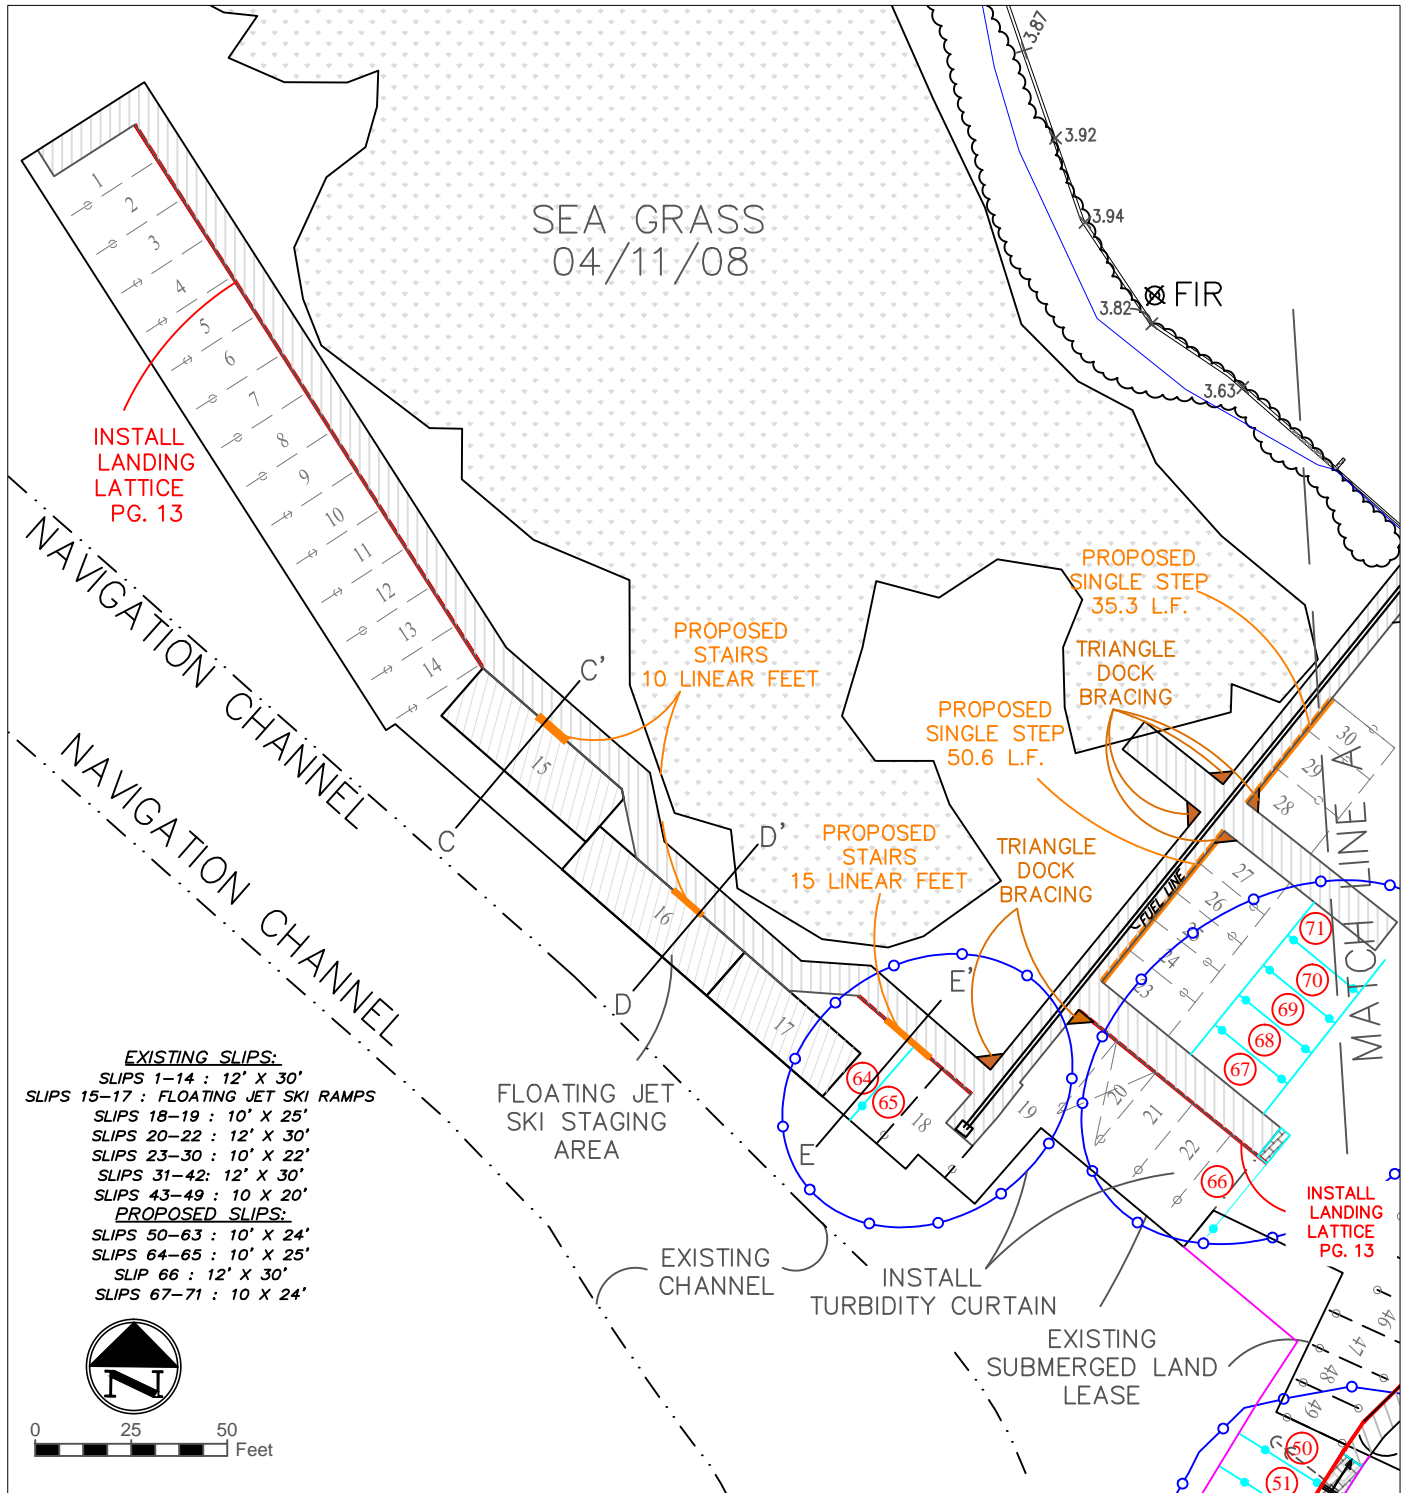 3.87
3.92
3.94
3.82
FIR
3.63
SEA GRASS
04/11/08
1
2
3
4
5
6
7
8
9
10
11
12
13
14
INSTALL
LANDING
LATTICE
PG. 13
NAVIGATION CHANNEL
NAVIGATION CHANNEL
C'
C
15
PROPOSED
STAIRS
10 LINEAR FEET
D'
D
16
17
PROPOSED
SINGLE STEP
35.3 L.F.
TRIANGLE
DOCK
BRACING
PROPOSED
SINGLE STEP
50.6 L.F.
PROPOSED
STAIRS
15 LINEAR FEET
TRIANGLE
DOCK
BRACING
FUEL LINE
30
29
28
27
26
25
24
23
MATCH LINE A
71
70
69
68
67
E'
E
64
65
18
19
20
21
22
66
FLOATING JET
SKI STAGING
AREA
EXISTING SLIPS:
SLIPS 1-14 : 12' X 30'
SLIPS 15-17 : FLOATING JET SKI RAMPS
SLIPS 18-19 : 10' X 25'
SLIPS 20-22 : 12' X 30'
SLIPS 23-30 : 10' X 22'
SLIPS 31-42: 12' X 30'
SLIPS 43-49 : 10 X 20'
PROPOSED SLIPS:
SLIPS 50-63 : 10' X 24'
SLIPS 64-65 : 10' X 25'
SLIP 66 : 12' X 30'
SLIPS 67-71 : 10 X 24'
INSTALL
LANDING
LATTICE
PG. 13
EXISTING
CHANNEL
INSTALL
TURBIDITY CURTAIN
EXISTING
SUBMERGED LAND
LEASE
46
47
48
49
50
51
N
0 25 50
Feet